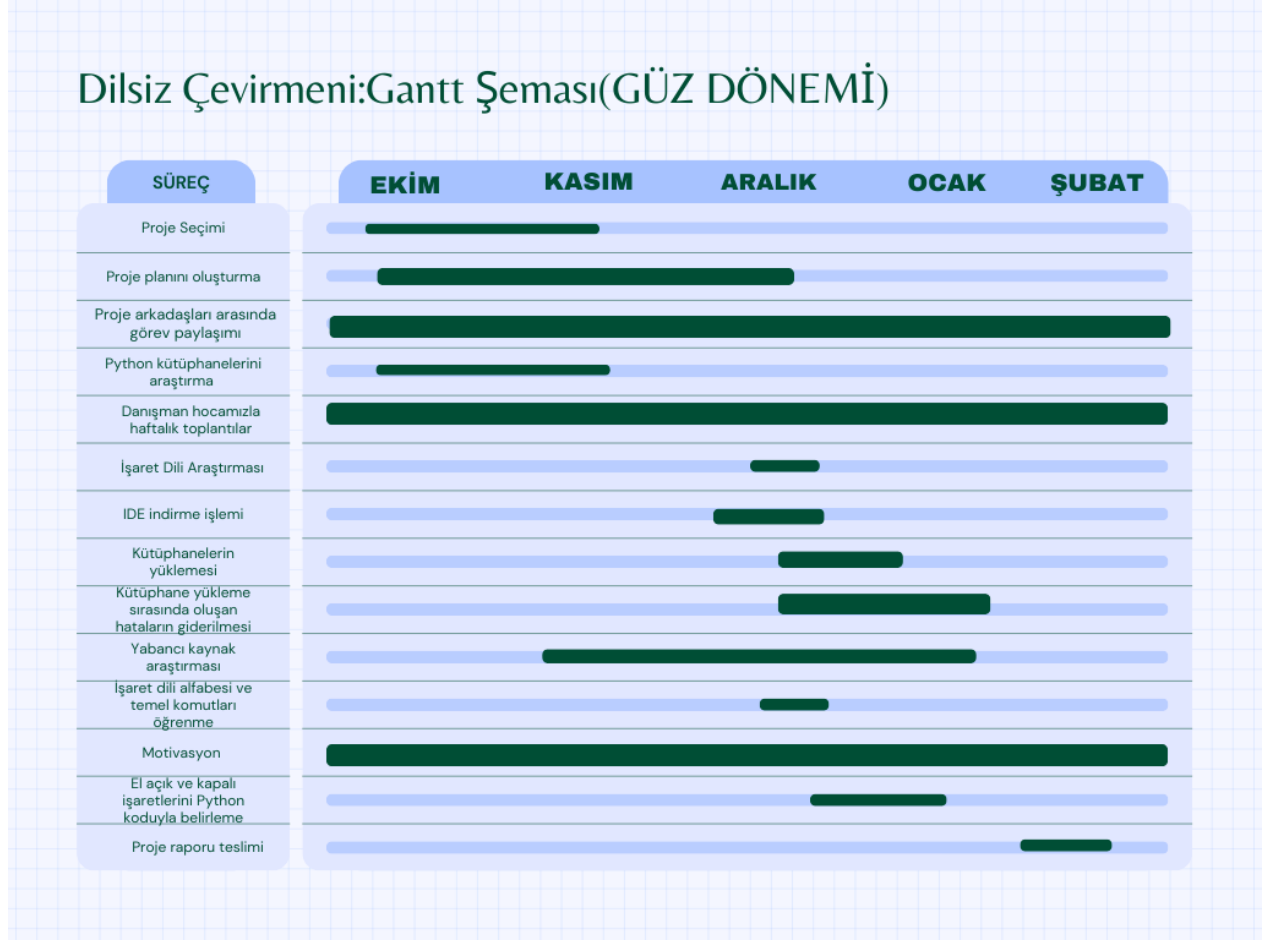 Dilsiz Çevirmeni:Gantt Şeması(GÜZ DÖNEMİ)
SÜREÇ
EKİM
KASIM
ARALIK
OCAK
ŞUBAT
Proje Seçimi
Proje planını oluşturma
Proje arkadaşları arasında
görev paylaşımı
Python kütüphanelerini
araştırma
Danışman hocamızla
haftalık toplantılar
İşaret Dili Araştırması
IDE indirme işlemi
Kütüphanelerin
yüklemesi
Kütüphane yükleme
sırasında oluşan
hataların giderilmesi
Yabancı kaynak
araştırması
İşaret dili alfabesi ve
temel komutları
öğrenme
Motivasyon
El açık ve kapalı
işaretlerini Python
koduyla belirleme
Proje raporu teslimi